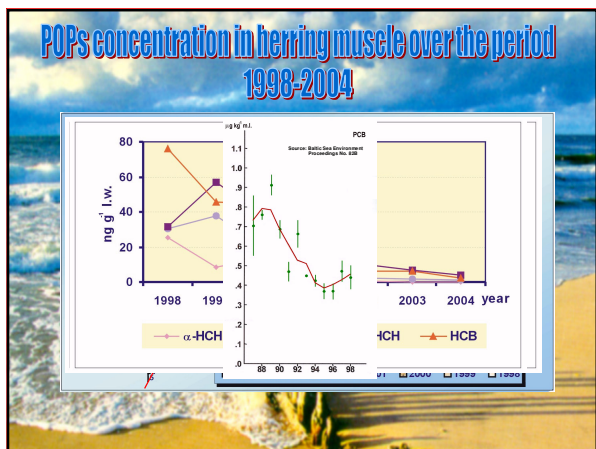 POPs concentration in herring muscle over the period
1998-2004
μg kg⁻¹ m.l.
PCB
Source: Baltic Sea Environment
Proceedings No. 82B
1.1
1.0
.9
.8
.7
.6
.5
.4
.3
.2
.1
.0
88 90 92 94 96 98
ng g⁻¹ l.w.
80
60
40
20
0
1998 199 2003 2004 year
α-HCH HCH HCB
01 2000 1999 1998